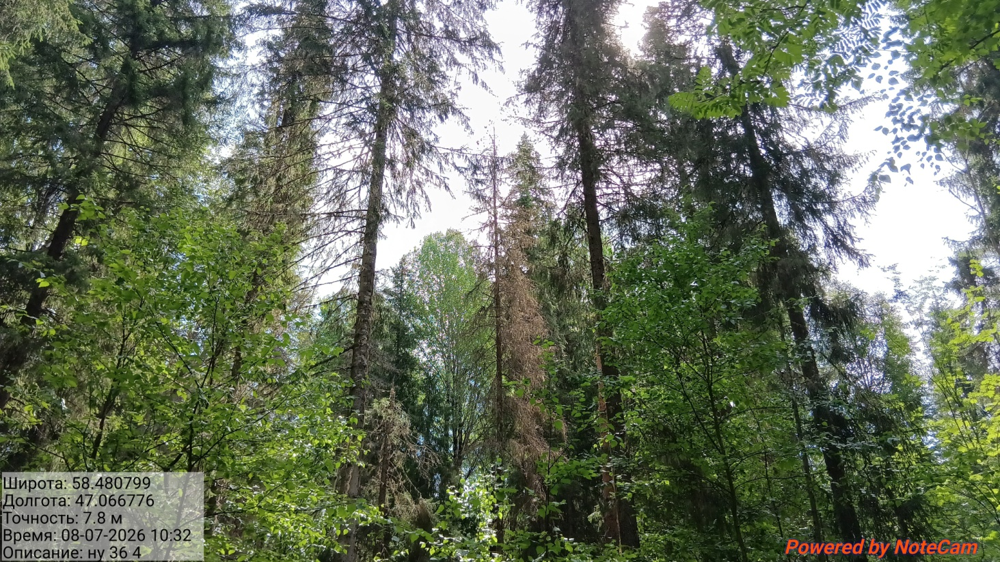 Широта: 58.480799
Долгота: 47.066776
Точность: 7.8 м
Время: 08-07-2026 10:32
Описание: ну 36 4
Powered by NoteCam